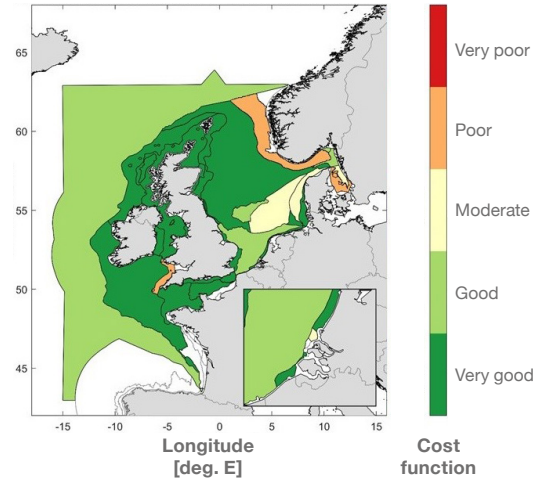 65
60
55
50
45
-15
-10
-5
0
5
10
15
Longitude
[deg. E]
Very poor
Poor
Moderate
Good
Very good
Cost
function